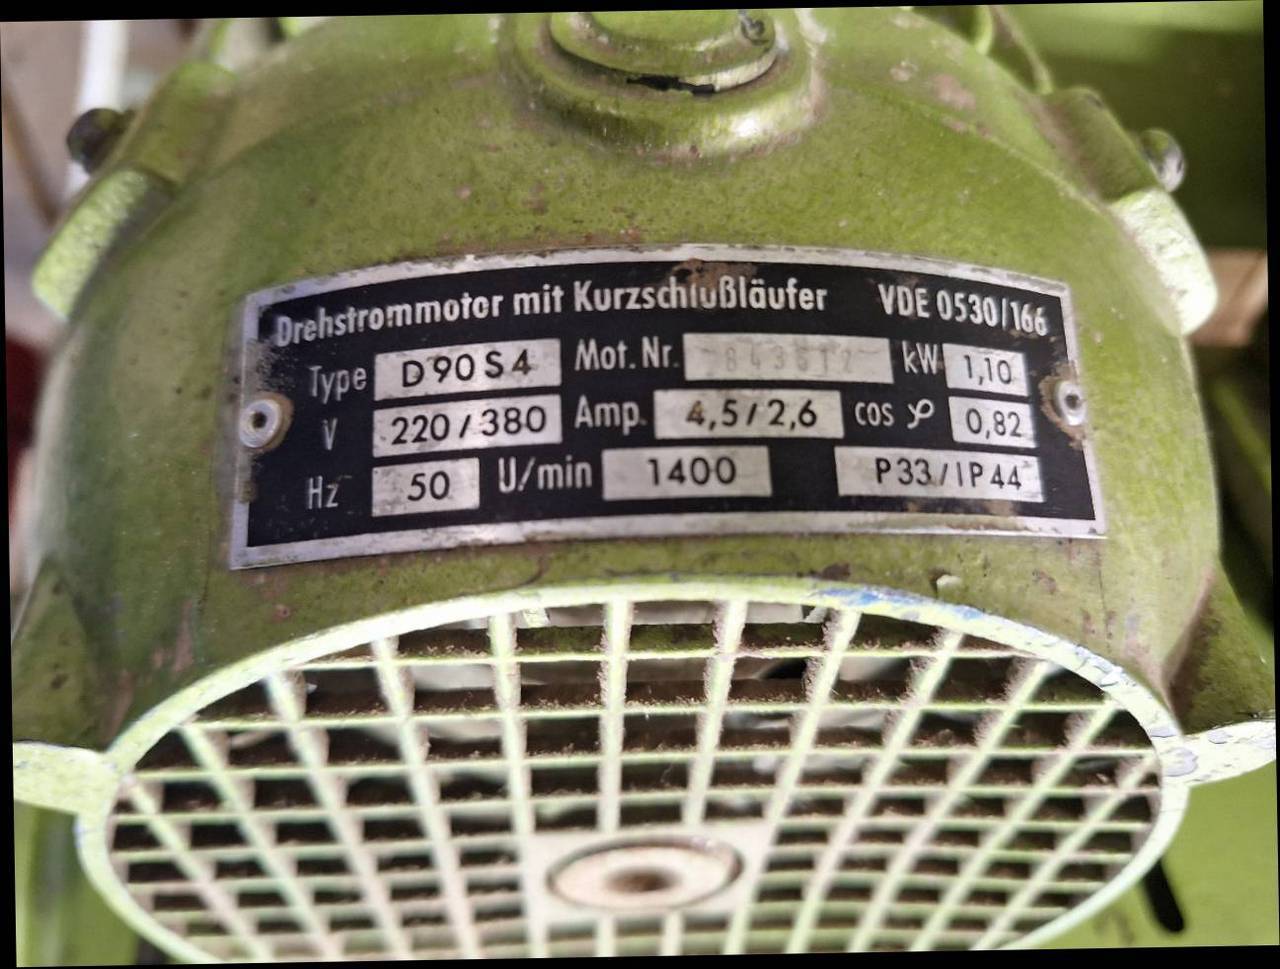 Drehstrommotor mit Kurzschlußläufer VDE 0530/166
Type D90S4 Mot. Nr. 843512 kW 1,10
V 220/380 Amp. 4,5/2,6 cos φ 0,82
Hz 50 U/min 1400 P33/IP44